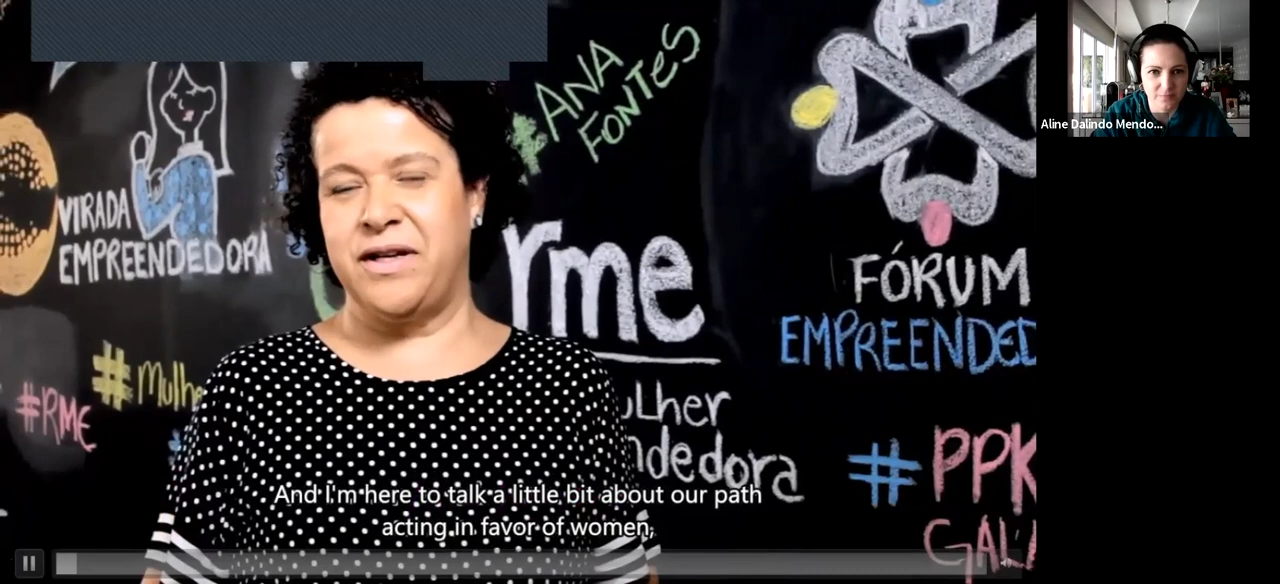 #ANA
FONTES
VIRADA
EMPREENDEDORA
rme
FÓRUM
EMPREENDED
#RME
#Mulhe
ulher
ndedora
#PPK
GAL
And I'm here to talk a little bit about our path
acting in favor of women,
Aline Dalindo Mendo...